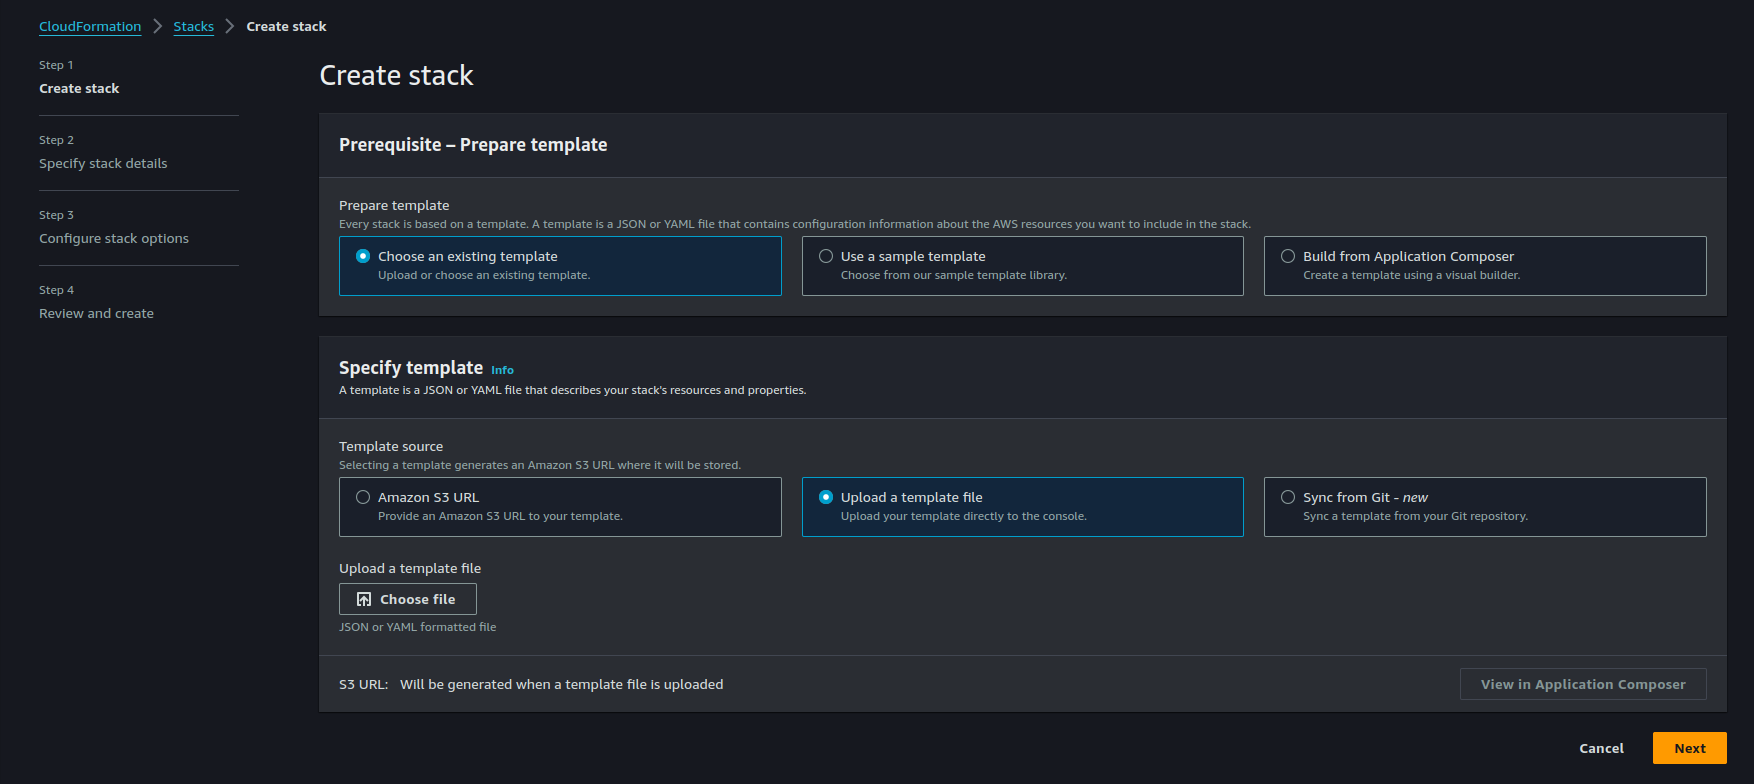 CloudFormation > Stacks > Create stack
Step 1
Create stack
Step 2
Specify stack details
Step 3
Configure stack options
Step 4
Review and create
Create stack
Prerequisite – Prepare template
Prepare template
Every stack is based on a template. A template is a JSON or YAML file that contains configuration information about the AWS resources you want to include in the stack.
Choose an existing template
Upload or choose an existing template.
Use a sample template
Choose from our sample template library.
Build from Application Composer
Create a template using a visual builder.
Specify template Info
A template is a JSON or YAML file that describes your stack's resources and properties.
Template source
Selecting a template generates an Amazon S3 URL where it will be stored.
Amazon S3 URL
Provide an Amazon S3 URL to your template.
Upload a template file
Upload your template directly to the console.
Sync from Git - new
Sync a template from your Git repository.
Upload a template file
Choose file
JSON or YAML formatted file
S3 URL: Will be generated when a template file is uploaded
View in Application Composer
Cancel
Next